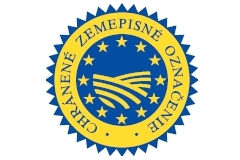 CHRÁNENÉ ZEMEPISNÉ OZNAČENIE